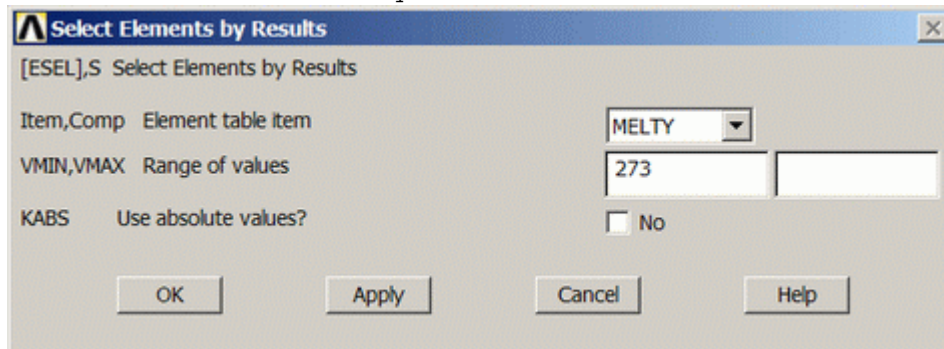 Select Elements by Results
[ESEL],S Select Elements by Results
Item,Comp Element table item MELTY
VMIN,VMAX Range of values 273
KABS Use absolute values? No
OK Apply Cancel Help